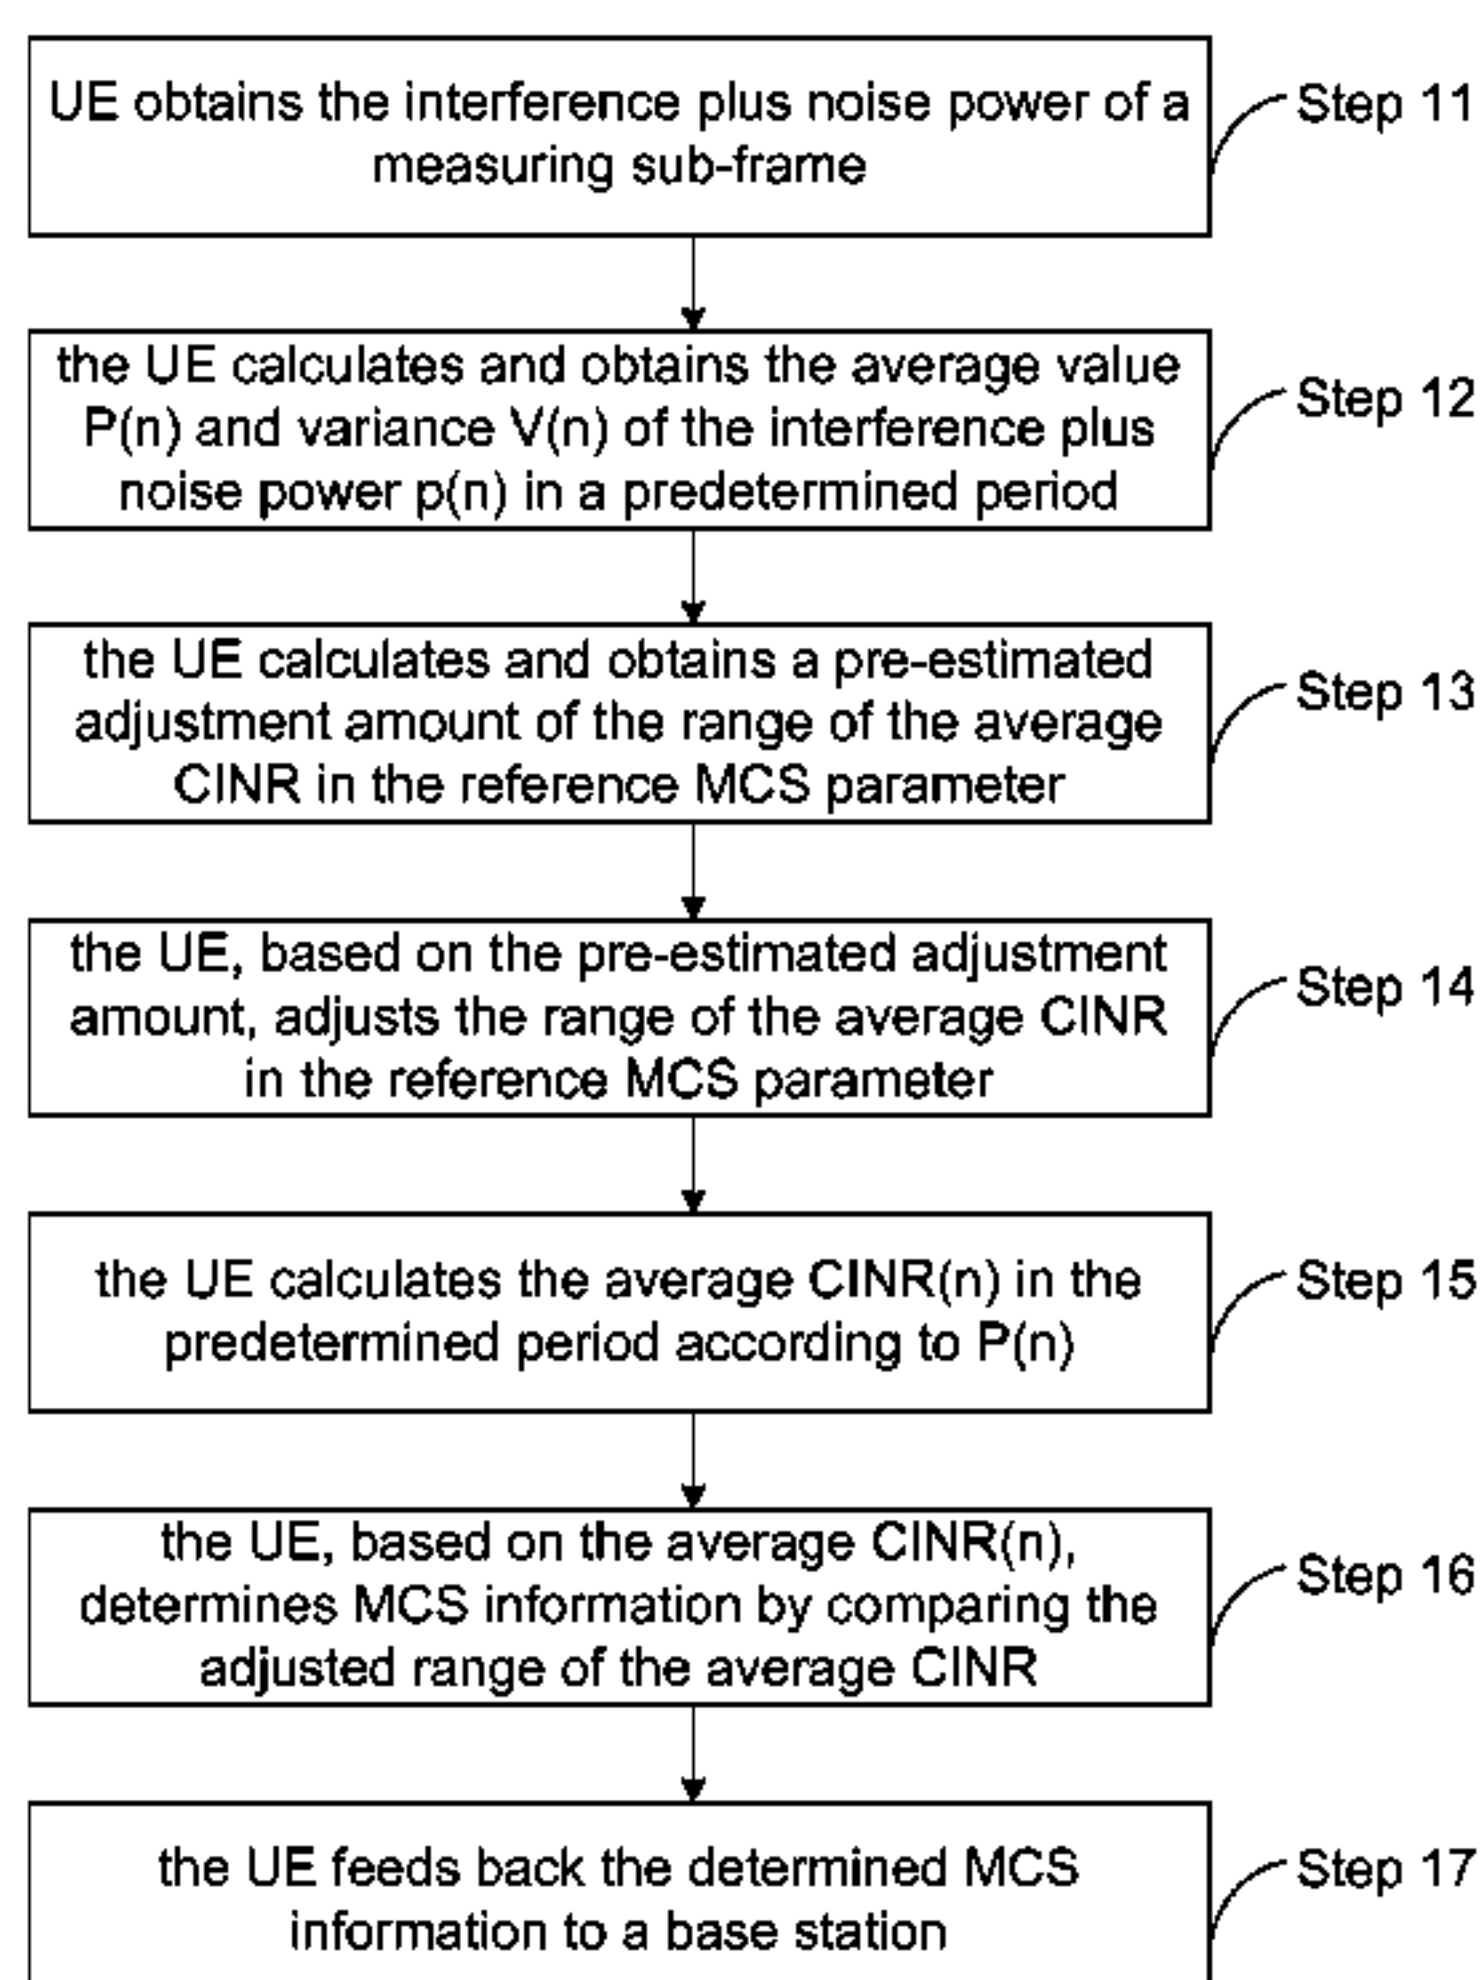 UE obtains the interference plus noise power of a
measuring sub-frame
Step 11
the UE calculates and obtains the average value
P(n) and variance V(n) of the interference plus
noise power p(n) in a predetermined period
Step 12
the UE calculates and obtains a pre-estimated
adjustment amount of the range of the average
CINR in the reference MCS parameter
Step 13
the UE, based on the pre-estimated adjustment
amount, adjusts the range of the average CINR
in the reference MCS parameter
Step 14
the UE calculates the average CINR(n) in the
predetermined period according to P(n)
Step 15
the UE, based on the average CINR(n),
determines MCS information by comparing the
adjusted range of the average CINR
Step 16
the UE feeds back the determined MCS
information to a base station
Step 17